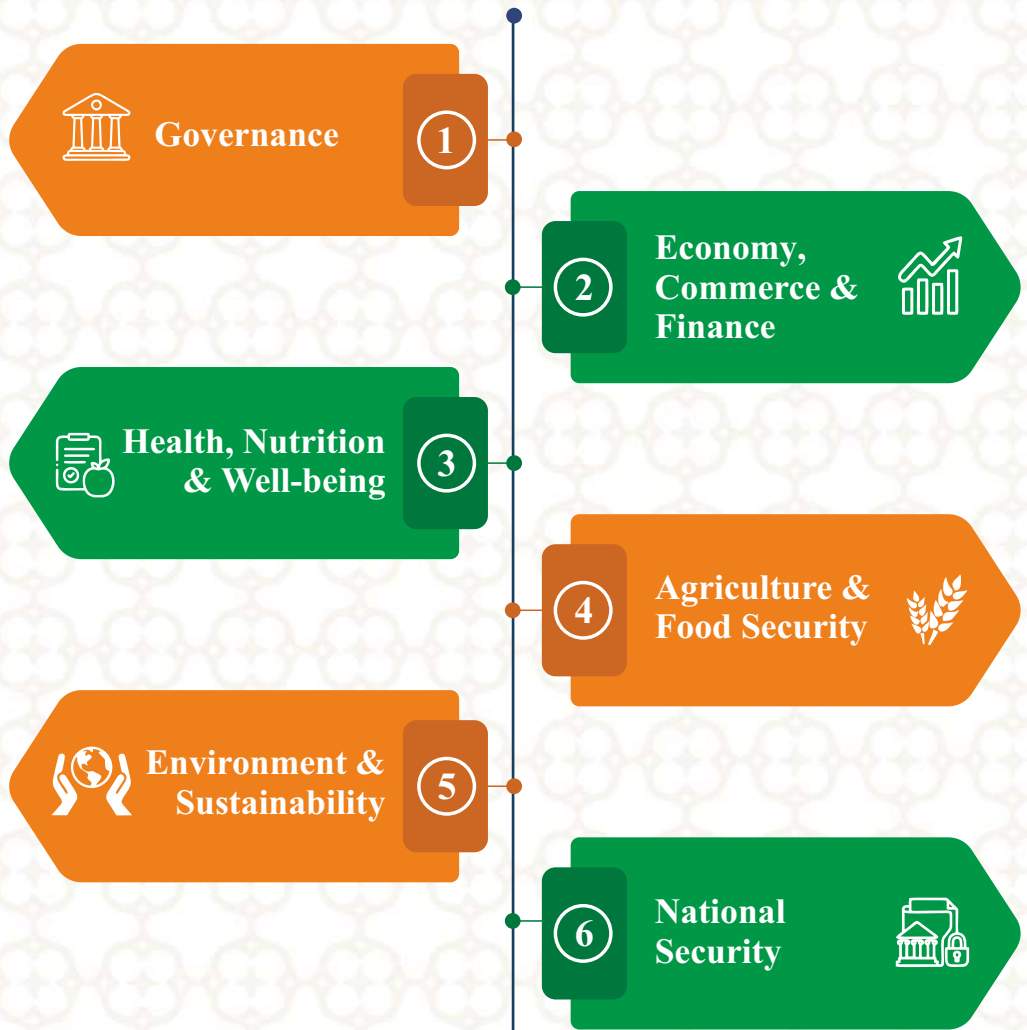 Governance
1
2
Economy,
Commerce &
Finance
Health, Nutrition
& Well-being
3
4
Agriculture &
Food Security
Environment &
Sustainability
5
6
National
Security